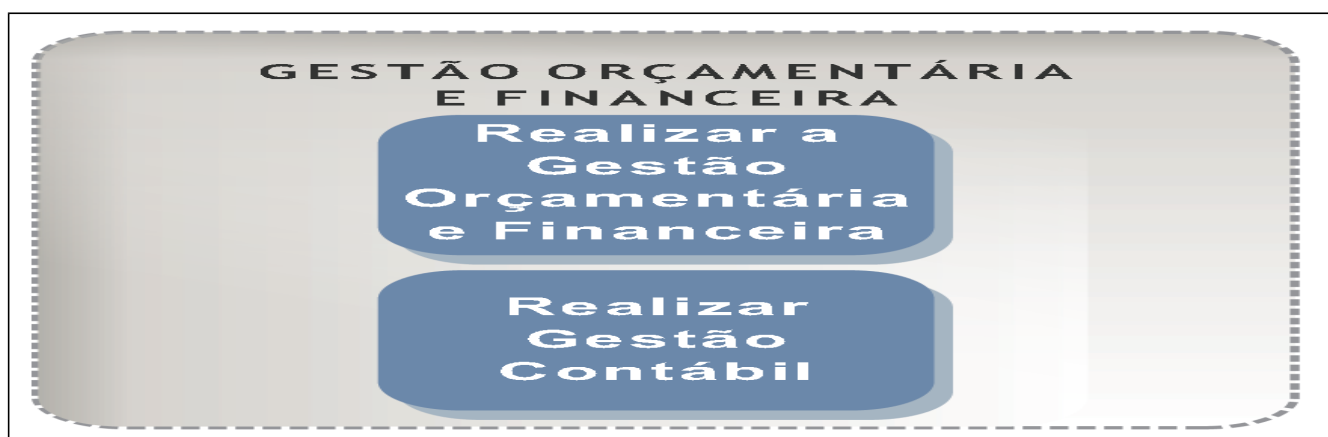 GESTÃO ORÇAMENTÁRIA
E FINANCEIRA
Realizar a
Gestão
Orçamentária
e Financeira
Realizar
Gestão
Contábil